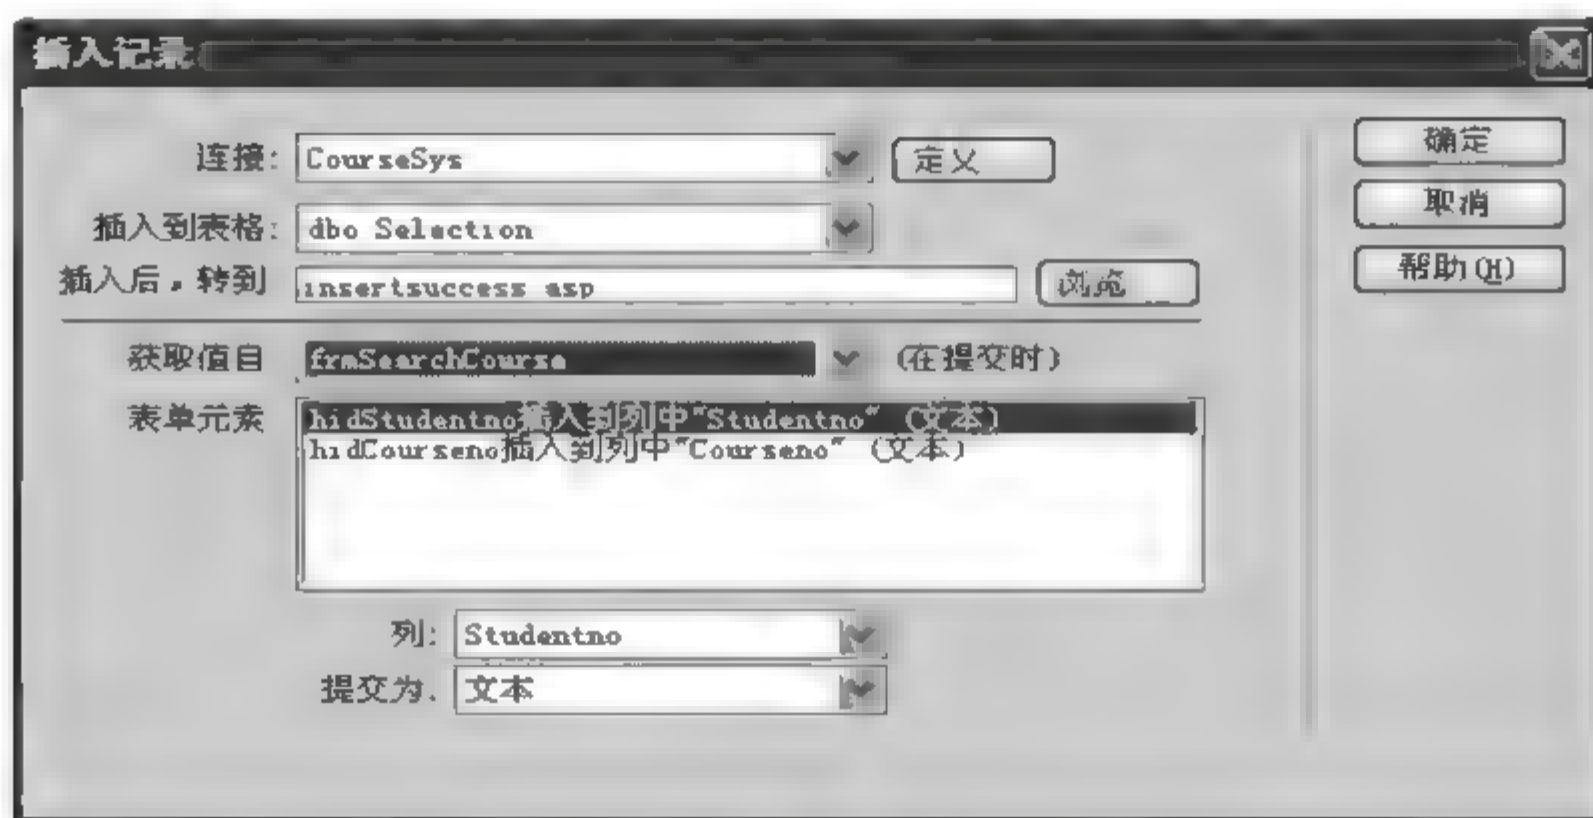 插入记录
连接: CourseSys 定义
插入到表格: dbo Selection
插入后，转到 insertsuccess asp 浏览
获取值自 frmSearchCourse (在提交时)
表单元素 hidStudentno插入到列中"Studentno" (文本)
hidCourseno插入到列中"Courseno" (文本)
列: Studentno
提交为. 文本
确定
取消
帮助(H)